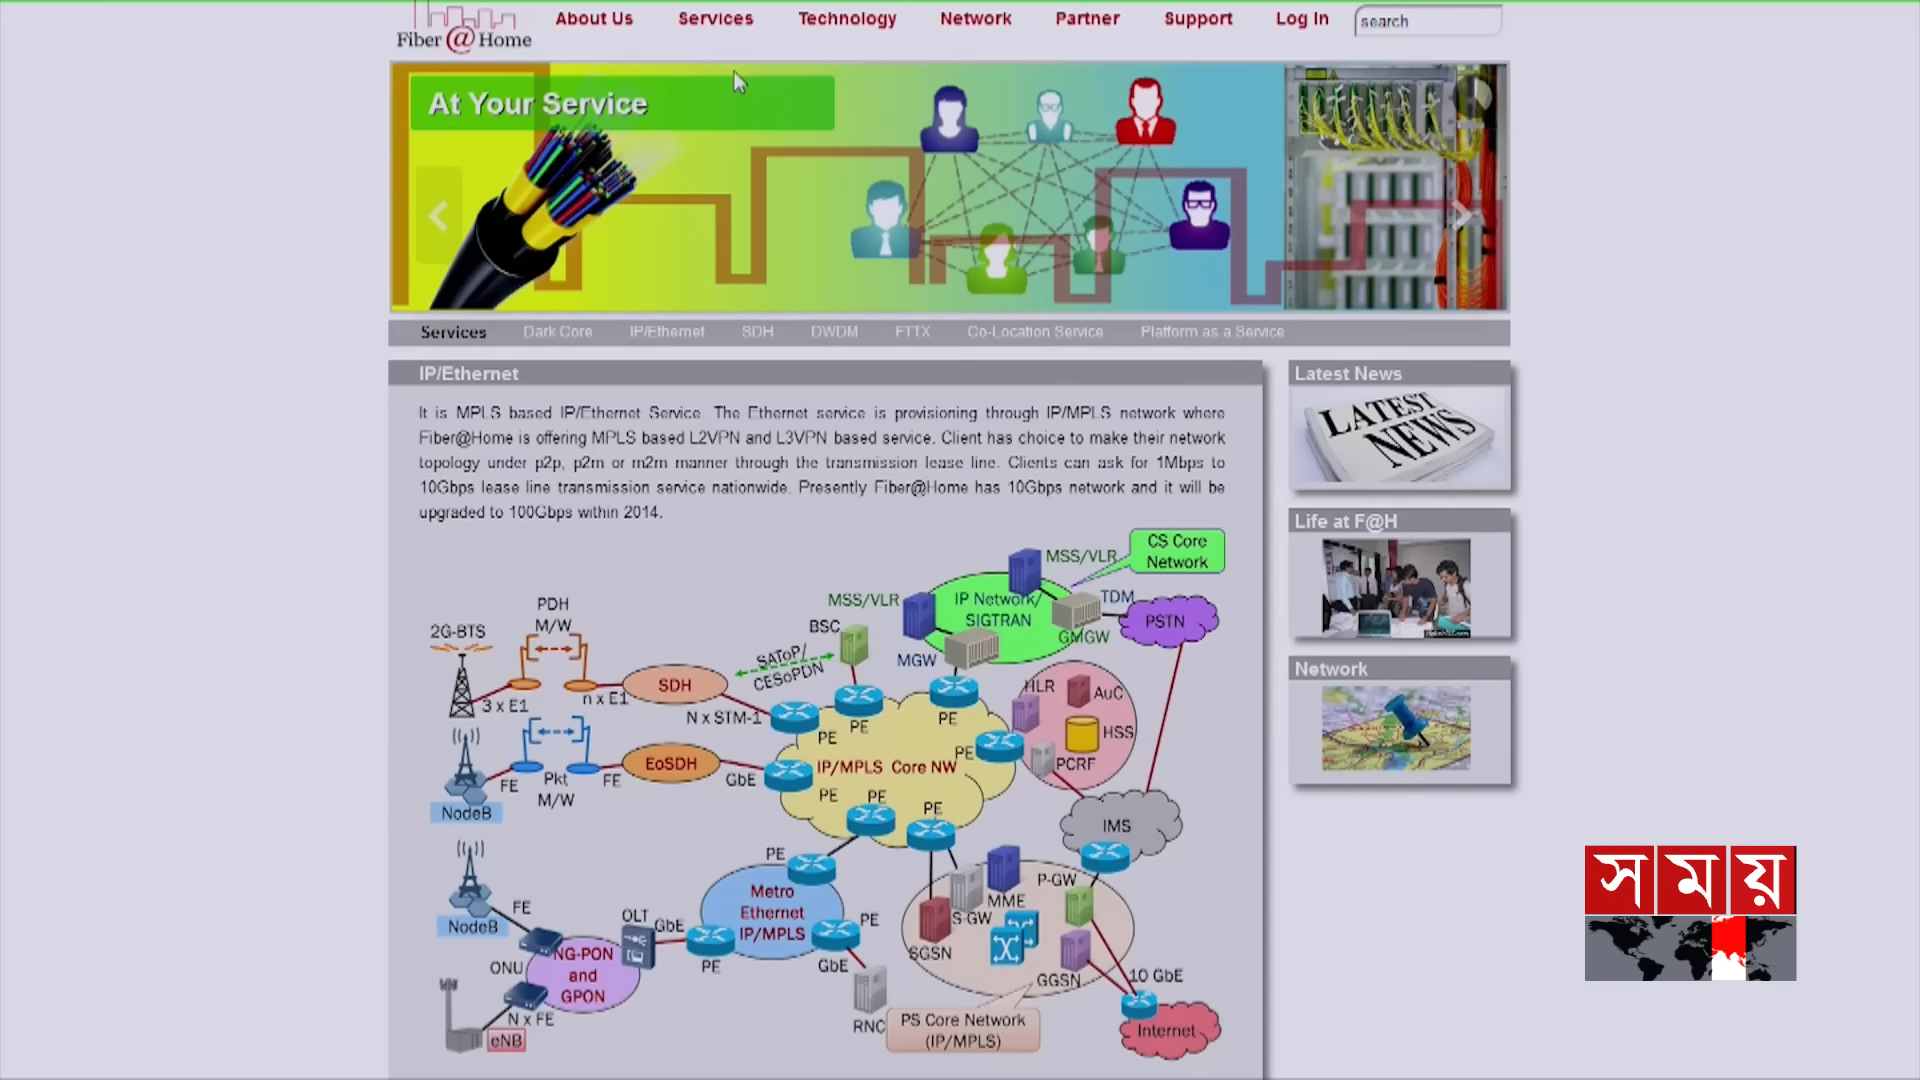 Fiber @ Home
About Us
Services
Technology
Network
Partner
Support
Log In
search
At Your Service
Services
Dark Core
IP/Ethernet
SDH
DWDM
FTTX
Co-Location Service
Platform as a Service
IP/Ethernet
It is MPLS based IP/Ethernet Service. The Ethernet service is provisioning through IP/MPLS network where
Fiber@Home is offering MPLS based L2VPN and L3VPN based service. Client has choice to make their network
topology under p2p, p2m or m2m manner through the transmission lease line. Clients can ask for 1Mbps to
10Gbps lease line transmission service nationwide. Presently Fiber@Home has 10Gbps network and it will be
upgraded to 100Gbps within 2014.
CS Core
Network
MSS/VLR
MSS/VLR
IP Network/
SIGTRAN
TDM
PSTN
GMGW
BSC
MGW
PDH
M/W
2G-BTS
SAToP/
CESoPDN
SDH
3 x E1
n x E1
N x STM-1
PE
PE
PE
HLR
AuC
HSS
PCRF
PE
IP/MPLS Core NW
EoSDH
GbE
FE
Pkt
M/W
FE
NodeB
PE
PE
PE
IMS
PE
Metro
Ethernet
IP/MPLS
PE
P-GW
MME
S-GW
SGSN
GGSN
NodeB
FE
OLT
GbE
PE
GbE
NG-PON
and
GPON
ONU
N x FE
eNB
RNC
PS Core Network
(IP/MPLS)
10 GbE
Internet
Latest News
LATEST
NEWS
Life at F@H
Network
সময়